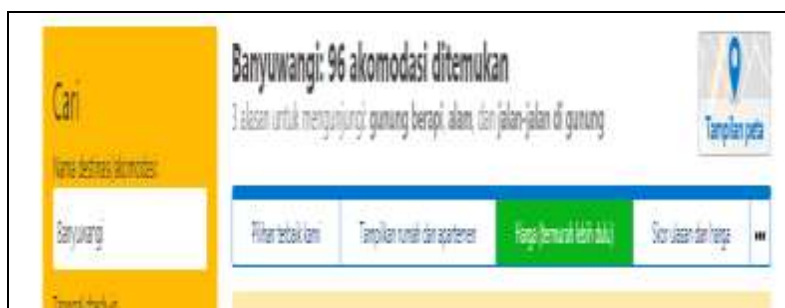 Cari
Nama destinasi/akomodasi:
Banyuwangi
Banyuwangi: 96 akomodasi ditemukan
3 alasan untuk mengunjungi: gunung berapi, alam, dan jalan-jalan di gunung
Tampilan peta
Pilihan terbaik kami
Tampilkan rumah dan apartemen
Harga (termurah lebih dulu)
Skor ulasan dan harga
...